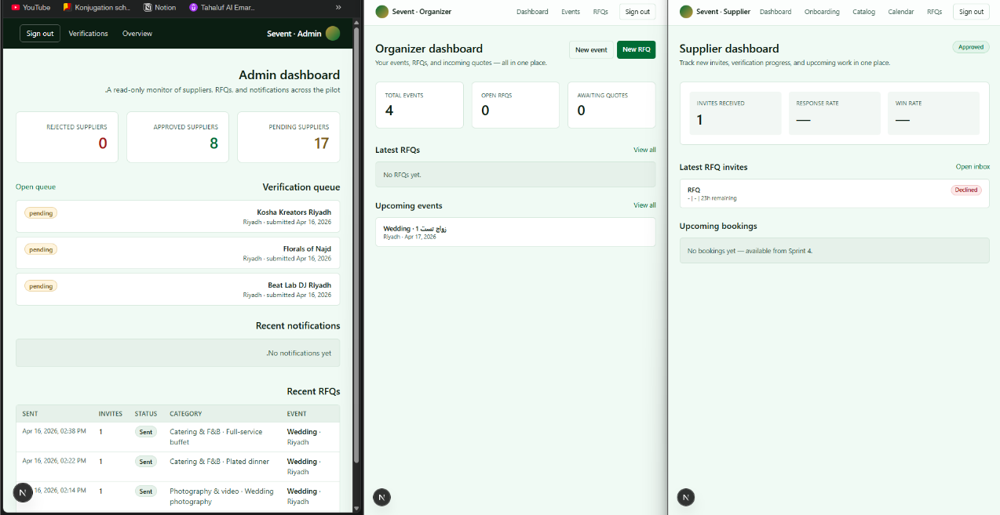 YouTube
Konjugation sch...
Notion
Tahaluf Al Emar...
»
Sign out
Verifications
Overview
Sevent · Admin
Admin dashboard
.A read-only monitor of suppliers, RFQs, and notifications across the pilot
REJECTED SUPPLIERS
0
APPROVED SUPPLIERS
8
PENDING SUPPLIERS
17
Open queue
Verification queue
pending
Kosha Kreators Riyadh
Riyadh · submitted Apr 16, 2026
pending
Florals of Najd
Riyadh · submitted Apr 16, 2026
pending
Beat Lab DJ Riyadh
Riyadh · submitted Apr 16, 2026
Recent notifications
.No notifications yet
Recent RFQs
SENT INVITES STATUS CATEGORY EVENT
Apr 16, 2026, 02:38 PM 1 Sent Catering & F&B · Full-service buffet Wedding · Riyadh
Apr 16, 2026, 02:22 PM 1 Sent Catering & F&B · Plated dinner Wedding · Riyadh
16, 2026, 02:14 PM 1 Sent Photography & video · Wedding photography Wedding · Riyadh
N
Sevent · Organizer
Dashboard
Events
RFQs
Sign out
Organizer dashboard
Your events, RFQs, and incoming quotes — all in one place.
New event
New RFQ
TOTAL EVENTS
4
OPEN RFQS
0
AWAITING QUOTES
0
Latest RFQs
View all
No RFQs yet.
Upcoming events
View all
Wedding · زواج تست 1
Riyadh · Apr 17, 2026
N
Sevent · Supplier
Dashboard
Onboarding
Catalog
Calendar
RFQs
Sign out
Supplier dashboard
Track new invites, verification progress, and upcoming work in one place.
Approved
INVITES RECEIVED
1
RESPONSE RATE
—
WIN RATE
—
Latest RFQ invites
Open inbox
RFQ
- | - | 23h remaining
Declined
Upcoming bookings
No bookings yet — available from Sprint 4.
N